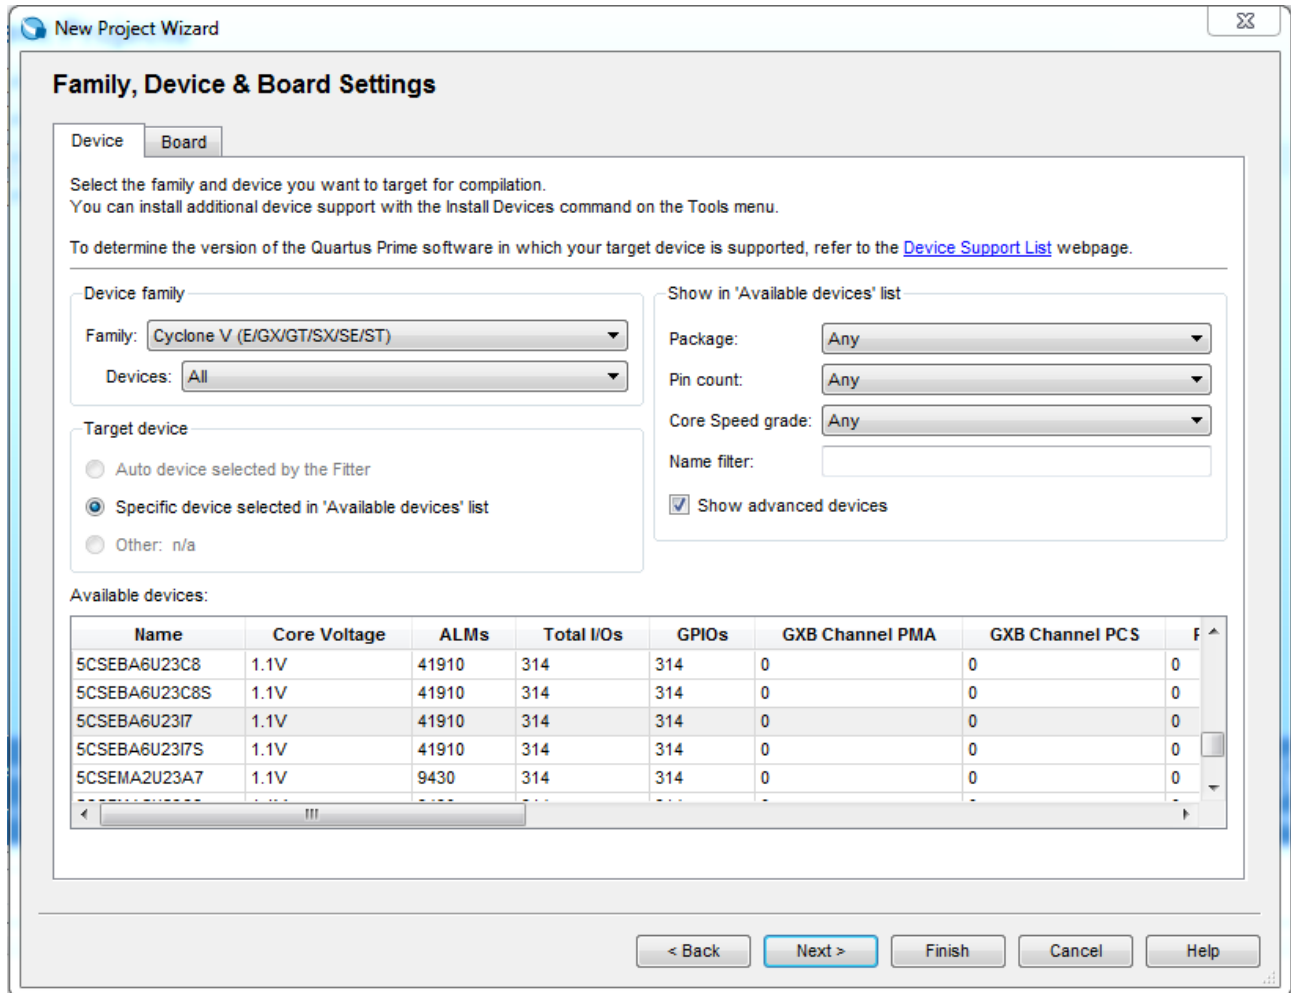 New Project Wizard
Family, Device & Board Settings
Device Board
Select the family and device you want to target for compilation.
You can install additional device support with the Install Devices command on the Tools menu.
To determine the version of the Quartus Prime software in which your target device is supported, refer to the Device Support List webpage.
Device family
Family: Cyclone V (E/GX/GT/SX/SE/ST)
Devices: All
Target device
Auto device selected by the Fitter
Specific device selected in 'Available devices' list
Other: n/a
Show in 'Available devices' list
Package: Any
Pin count: Any
Core Speed grade: Any
Name filter:
Show advanced devices
Available devices:
Name Core Voltage ALMs Total I/Os GPIOs GXB Channel PMA GXB Channel PCS
5CSEBA6U23C8 1.1V 41910 314 314 0 0 0
5CSEBA6U23C8S 1.1V 41910 314 314 0 0 0
5CSEBA6U23I7 1.1V 41910 314 314 0 0 0
5CSEBA6U23I7S 1.1V 41910 314 314 0 0 0
5CSEMA2U23A7 1.1V 9430 314 314 0 0 0
< Back Next > Finish Cancel Help